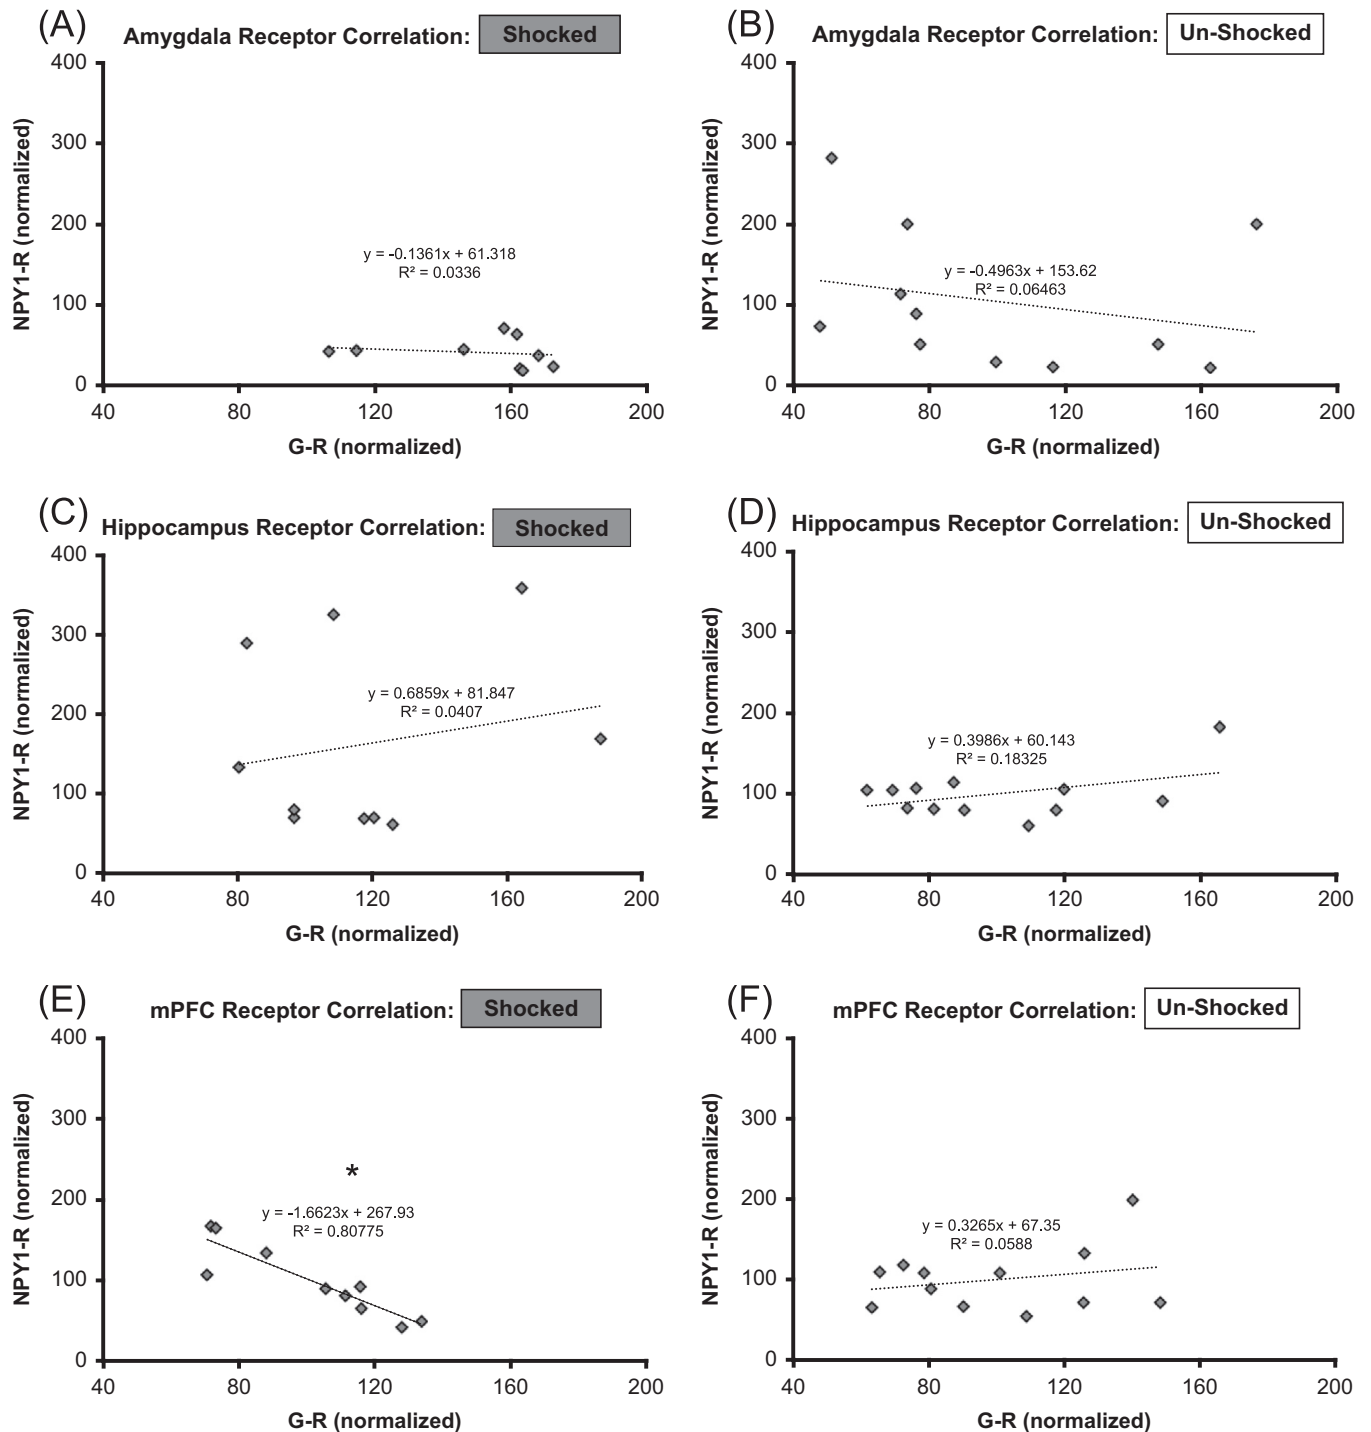 (A)
Amygdala Receptor Correlation: Shocked
400
300
200
100
0
NPY1-R (normalized)
y = -0.1361x + 61.318
R² = 0.0336
40 80 120 160 200
G-R (normalized)
(B)
Amygdala Receptor Correlation: Un-Shocked
400
300
200
100
0
NPY1-R (normalized)
y = -0.4963x + 153.62
R² = 0.06463
40 80 120 160 200
G-R (normalized)
(C)
Hippocampus Receptor Correlation: Shocked
400
300
200
100
0
NPY1-R (normalized)
y = 0.6859x + 81.847
R² = 0.0407
40 80 120 160 200
G-R (normalized)
(D)
Hippocampus Receptor Correlation: Un-Shocked
400
300
200
100
0
NPY1-R (normalized)
y = 0.3986x + 60.143
R² = 0.18325
40 80 120 160 200
G-R (normalized)
(E)
mPFC Receptor Correlation: Shocked
400
300
200
100
0
NPY1-R (normalized)
*
y = -1.6623x + 267.93
R² = 0.80775
40 80 120 160 200
G-R (normalized)
(F)
mPFC Receptor Correlation: Un-Shocked
400
300
200
100
0
NPY1-R (normalized)
y = 0.3265x + 67.35
R² = 0.0588
40 80 120 160 200
G-R (normalized)